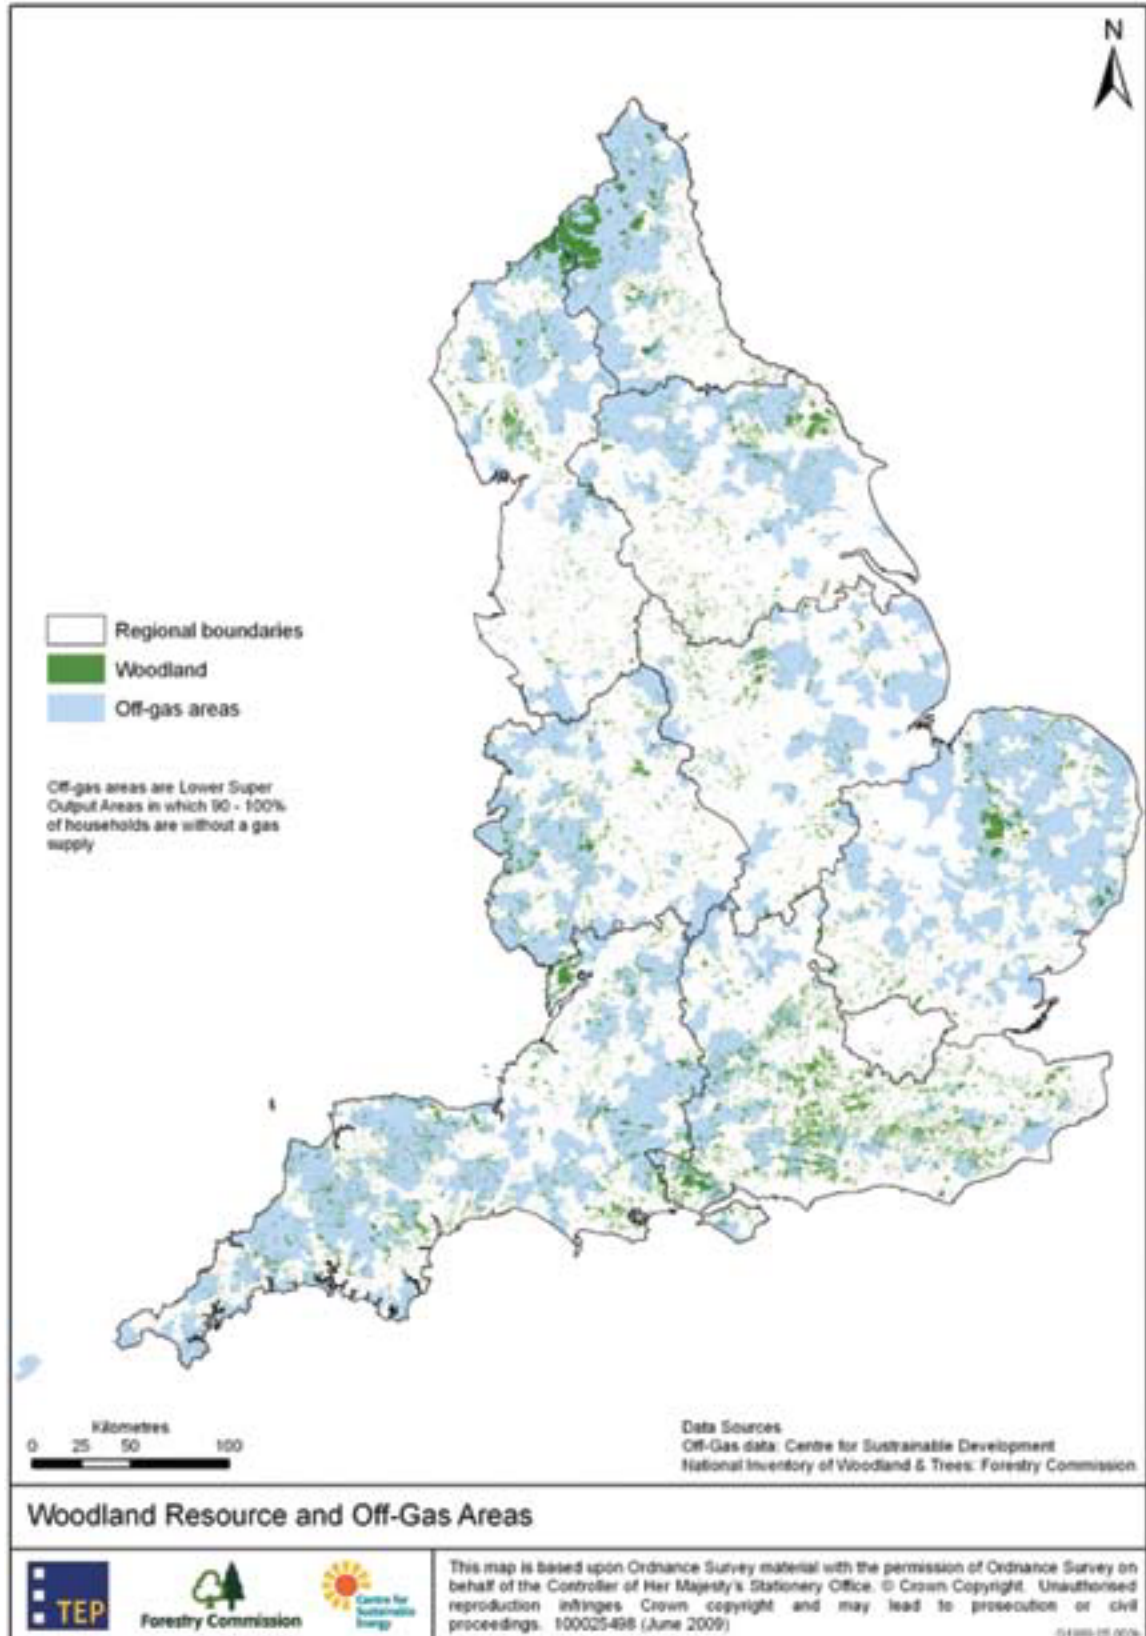 N
Regional boundaries
Woodland
Off-gas areas
Off-gas areas are Lower Super
Output Areas in which 90 - 100%
of households are without a gas
supply
Kilometres
0 25 50 100
Data Sources
Off-Gas data: Centre for Sustrainable Development
National Inventory of Woodland & Trees: Forestry Commission
Woodland Resource and Off-Gas Areas
TEP
Forestry Commission
Centre for
Sustainable
Energy
This map is based upon Ordnance Survey material with the permission of Ordnance Survey on
behalf of the Controller of Her Majesty's Stationery Office. © Crown Copyright. Unauthorised
reproduction infringes Crown copyright and may lead to prosecution or civil
proceedings. 100025498 (June 2009)